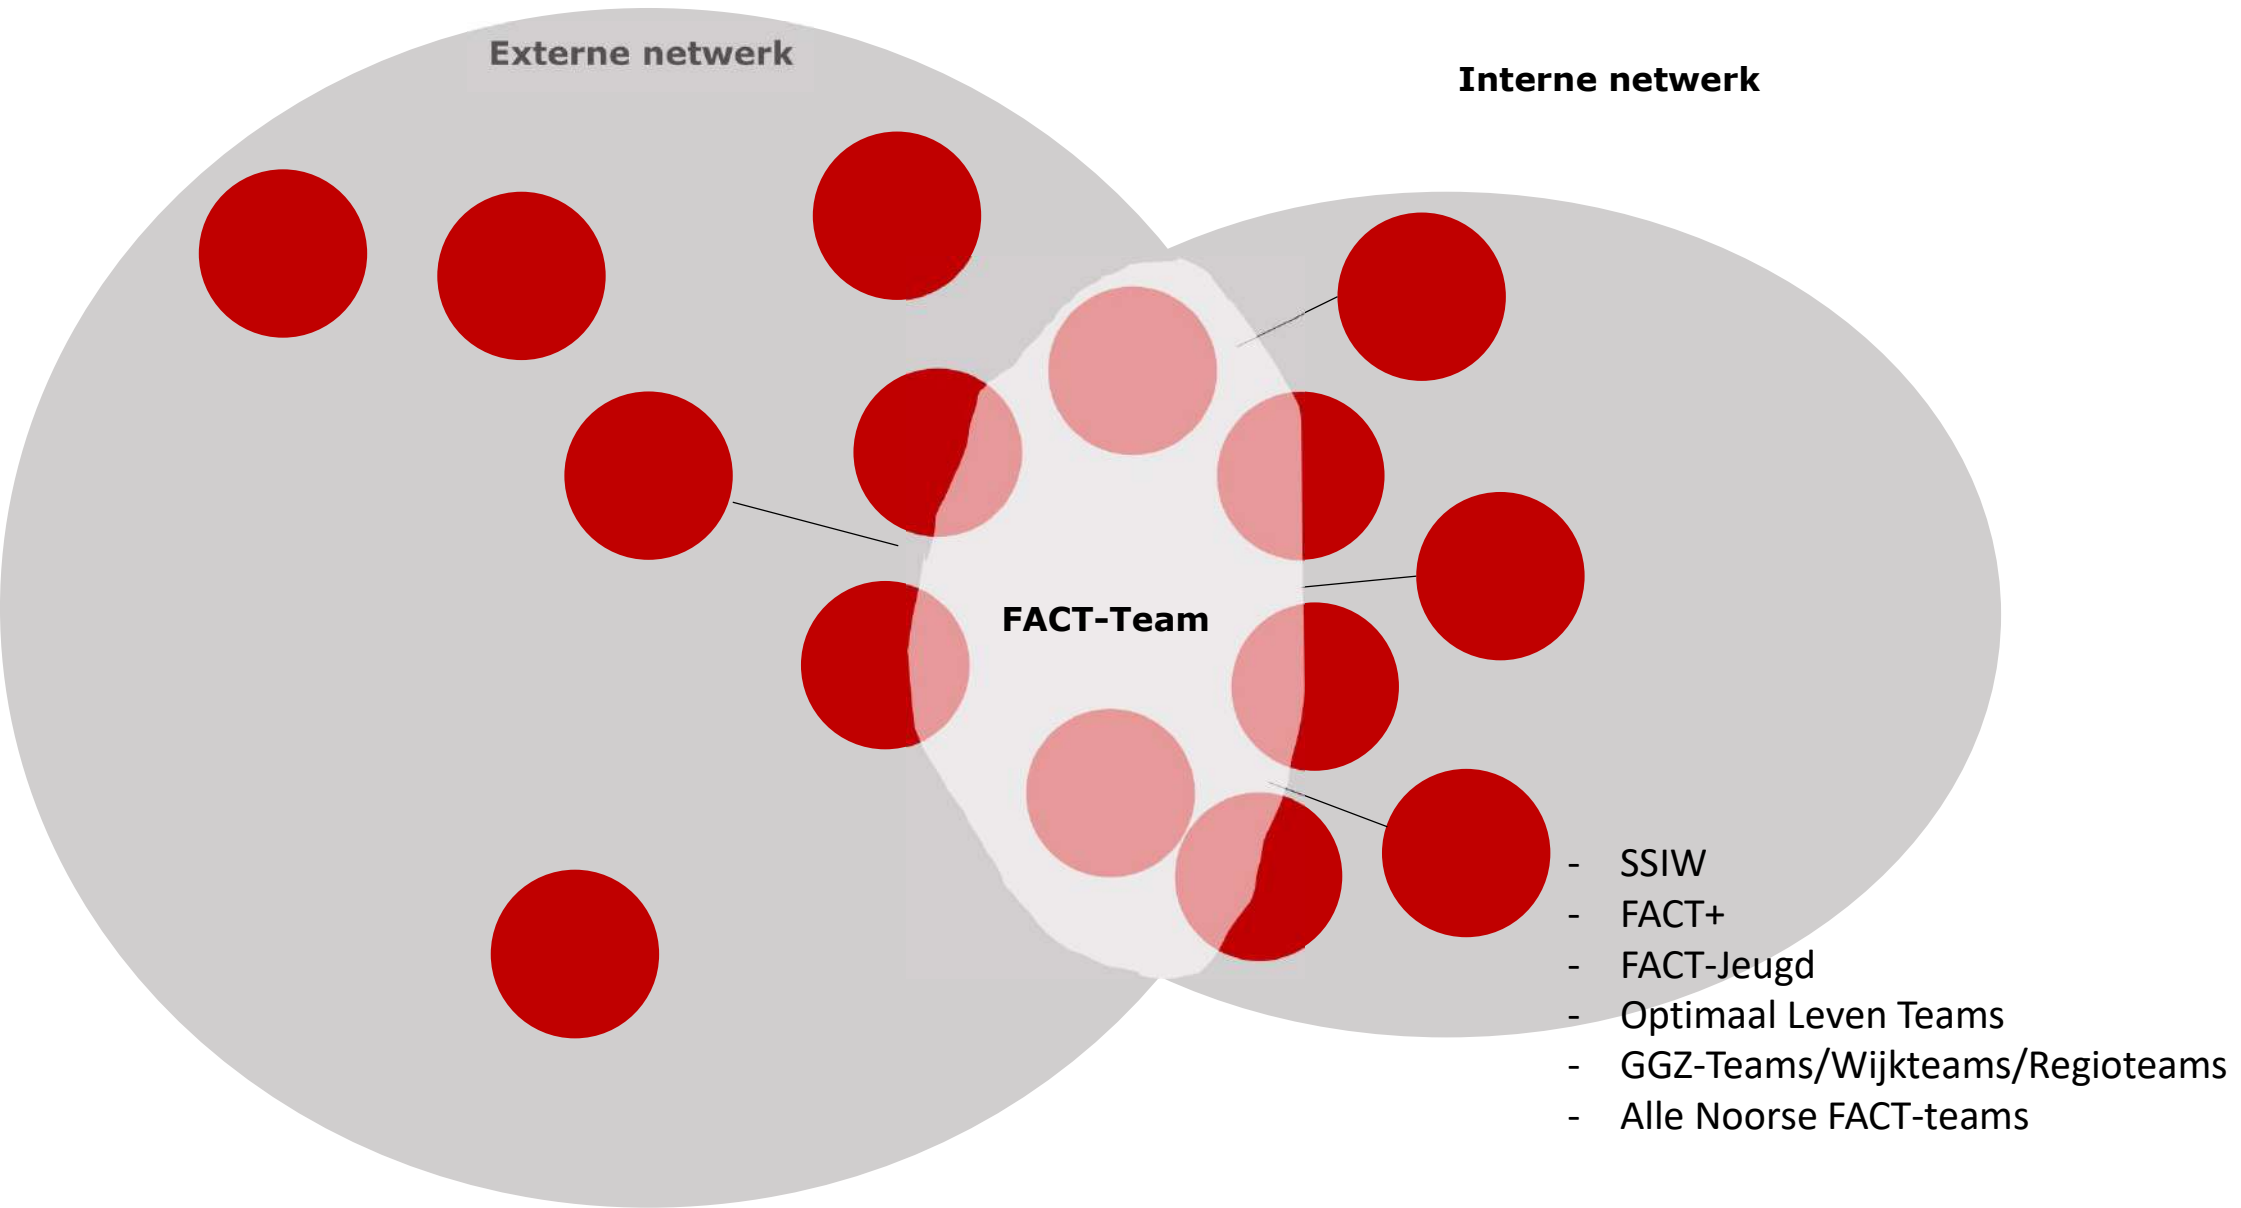 Externe netwerk
Interne netwerk
FACT-Team
- SSIW
- FACT+
- FACT-Jeugd
- Optimaal Leven Teams
- GGZ-Teams/Wijkteams/Regioteams
- Alle Noorse FACT-teams